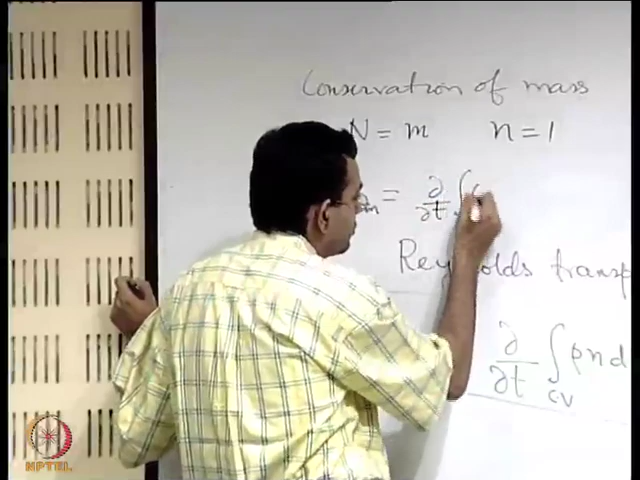 Conservation of mass
N = m n = 1
= ∂/∂t ∫
Reynolds transp
∂/∂t ∫CV ρ n d
NPTEL